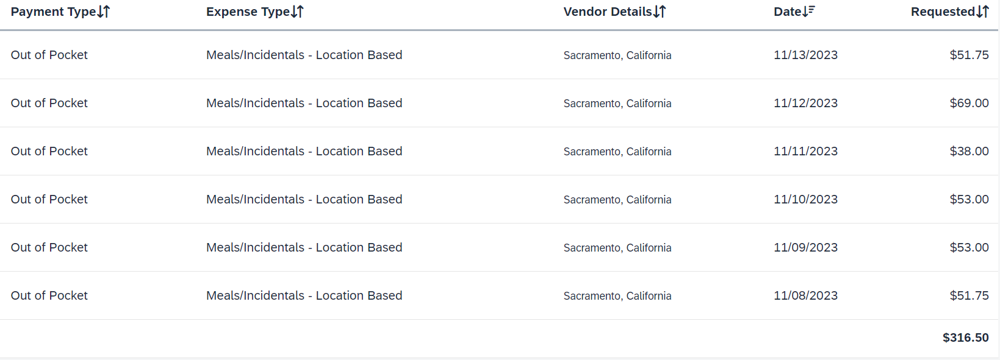 Payment Type Expense Type Vendor Details Date Requested
Out of Pocket Meals/Incidentals - Location Based Sacramento, California 11/13/2023 $51.75
Out of Pocket Meals/Incidentals - Location Based Sacramento, California 11/12/2023 $69.00
Out of Pocket Meals/Incidentals - Location Based Sacramento, California 11/11/2023 $38.00
Out of Pocket Meals/Incidentals - Location Based Sacramento, California 11/10/2023 $53.00
Out of Pocket Meals/Incidentals - Location Based Sacramento, California 11/09/2023 $53.00
Out of Pocket Meals/Incidentals - Location Based Sacramento, California 11/08/2023 $51.75
$316.50